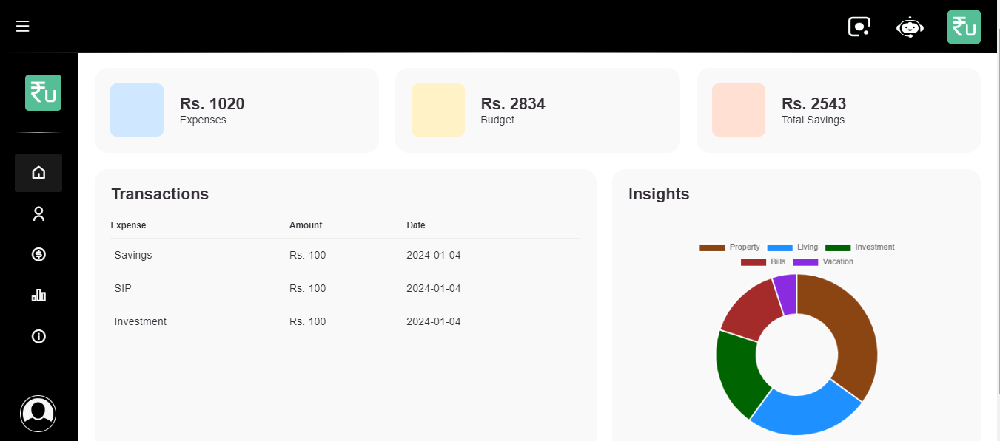 ₹u
₹u
Rs. 1020
Expenses
Rs. 2834
Budget
Rs. 2543
Total Savings
Transactions
Expense Amount Date
Savings Rs. 100 2024-01-04
SIP Rs. 100 2024-01-04
Investment Rs. 100 2024-01-04
Insights
Property Living Investment
Bills Vacation